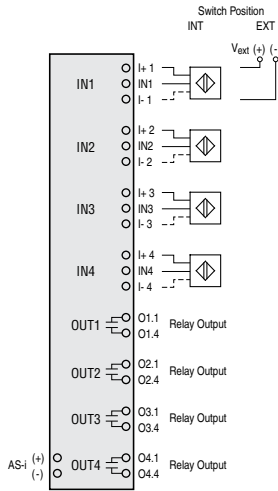 Switch Position
INT EXT
Vext (+) (-
I+ 1
IN1 IN1
I- 1
I+ 2
IN2 IN2
I- 2
I+ 3
IN3 IN3
I- 3
I+ 4
IN4 IN4
I- 4
OUT1 O1.1 Relay Output
O1.4
OUT2 O2.1 Relay Output
O2.4
OUT3 O3.1 Relay Output
O3.4
AS-i (+) OUT4 O4.1 Relay Output
(-) O4.4